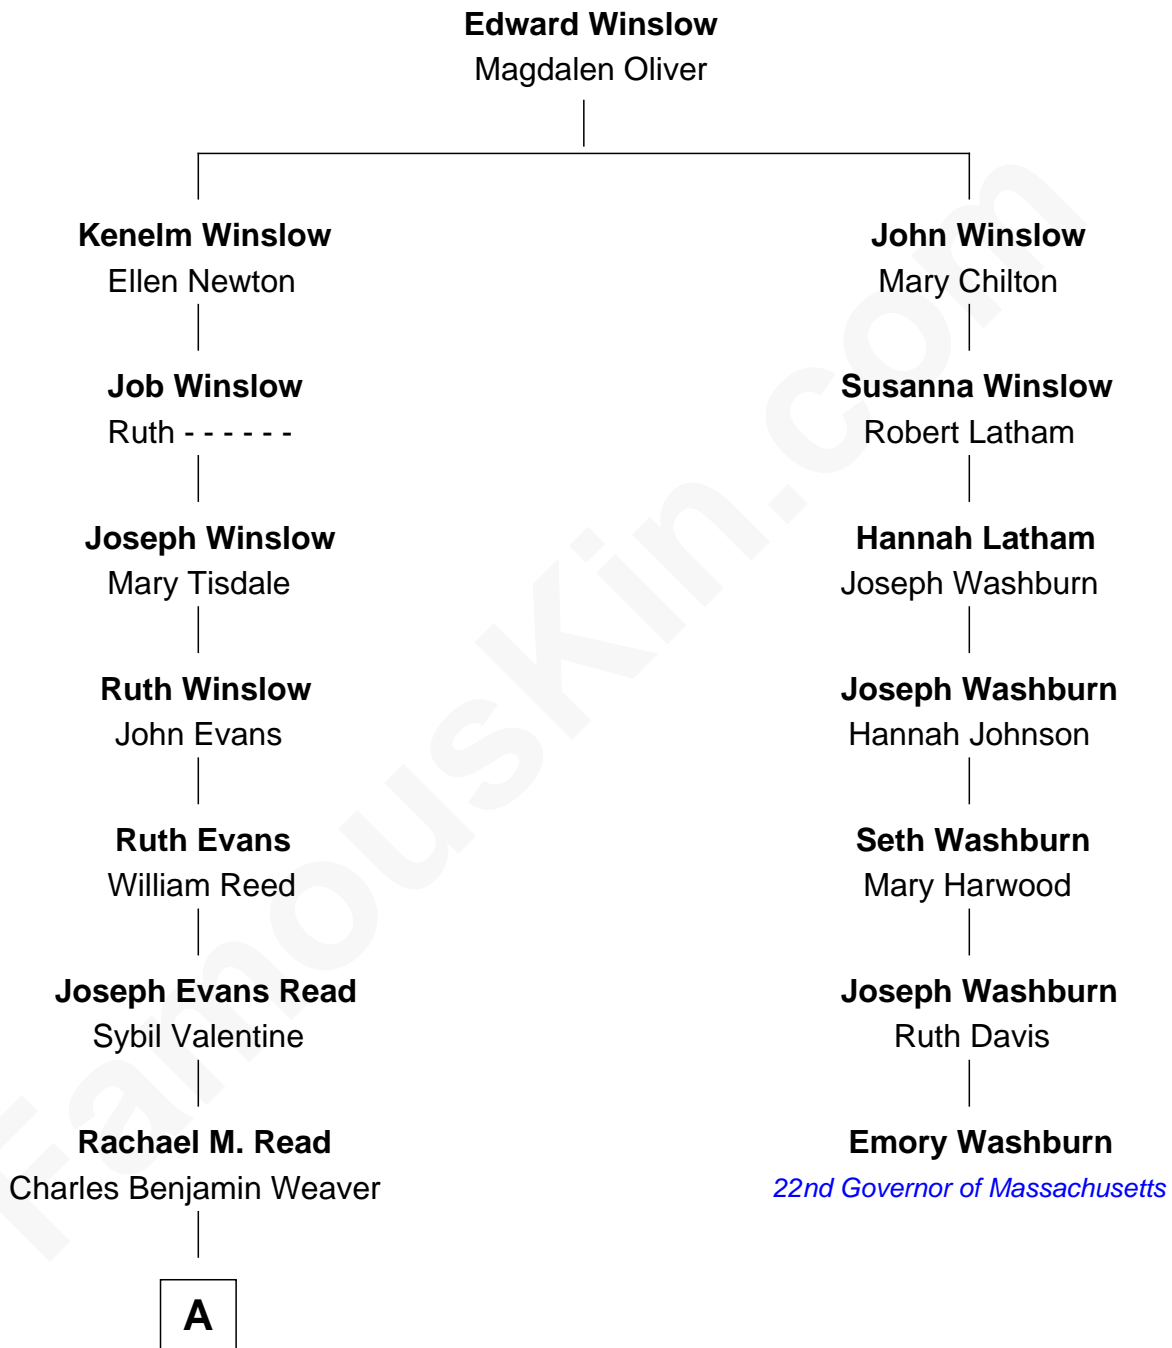 Edward Winslow
Magdalen Oliver
Kenelm Winslow
Ellen Newton
John Winslow
Mary Chilton
Job Winslow
Ruth - - - - - -
Susanna Winslow
Robert Latham
Joseph Winslow
Mary Tisdale
Hannah Latham
Joseph Washburn
Ruth Winslow
John Evans
Joseph Washburn
Hannah Johnson
Ruth Evans
William Reed
Seth Washburn
Mary Harwood
Joseph Evans Read
Sybil Valentine
Joseph Washburn
Ruth Davis
Rachael M. Read
Charles Benjamin Weaver
Emory Washburn
22nd Governor of Massachusetts
A
FamousKin.com